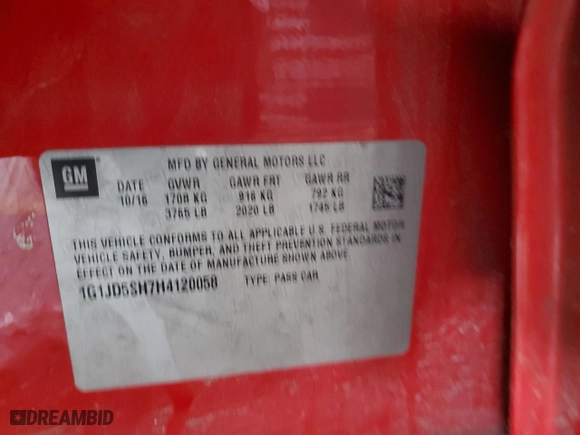 GM
MFD BY GENERAL MOTORS LLC
DATE GVWR GAWR FRT GAWR RR
10/16 1708 KG 916 KG 792 KG
3765 LB 2020 LB 1745 LB
THIS VEHICLE CONFORMS TO ALL APPLICABLE U.S. FEDERAL MOTOR
VEHICLE SAFETY, BUMPER, AND THEFT PREVENTION STANDARDS IN
EFFECT ON THE DATE OF MANUFACTURE SHOWN ABOVE.
1G1JD5SH7H4120058 TYPE: PASS CAR
DREAMBID